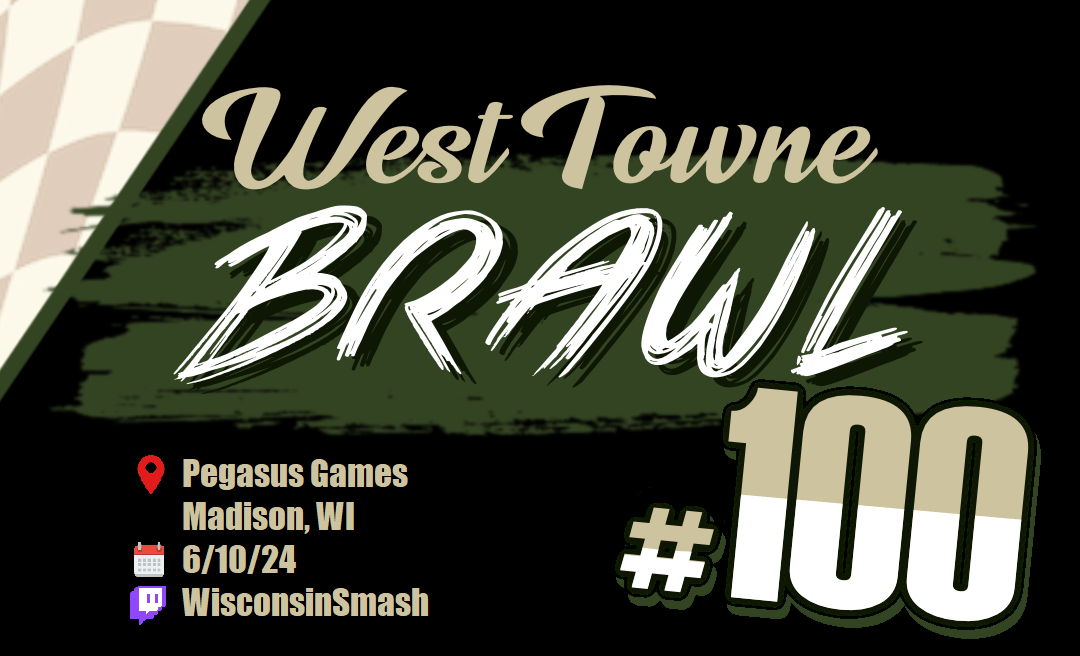 West Towne
BRAWL
#100
Pegasus Games
Madison, WI
6/10/24
WisconsinSmash